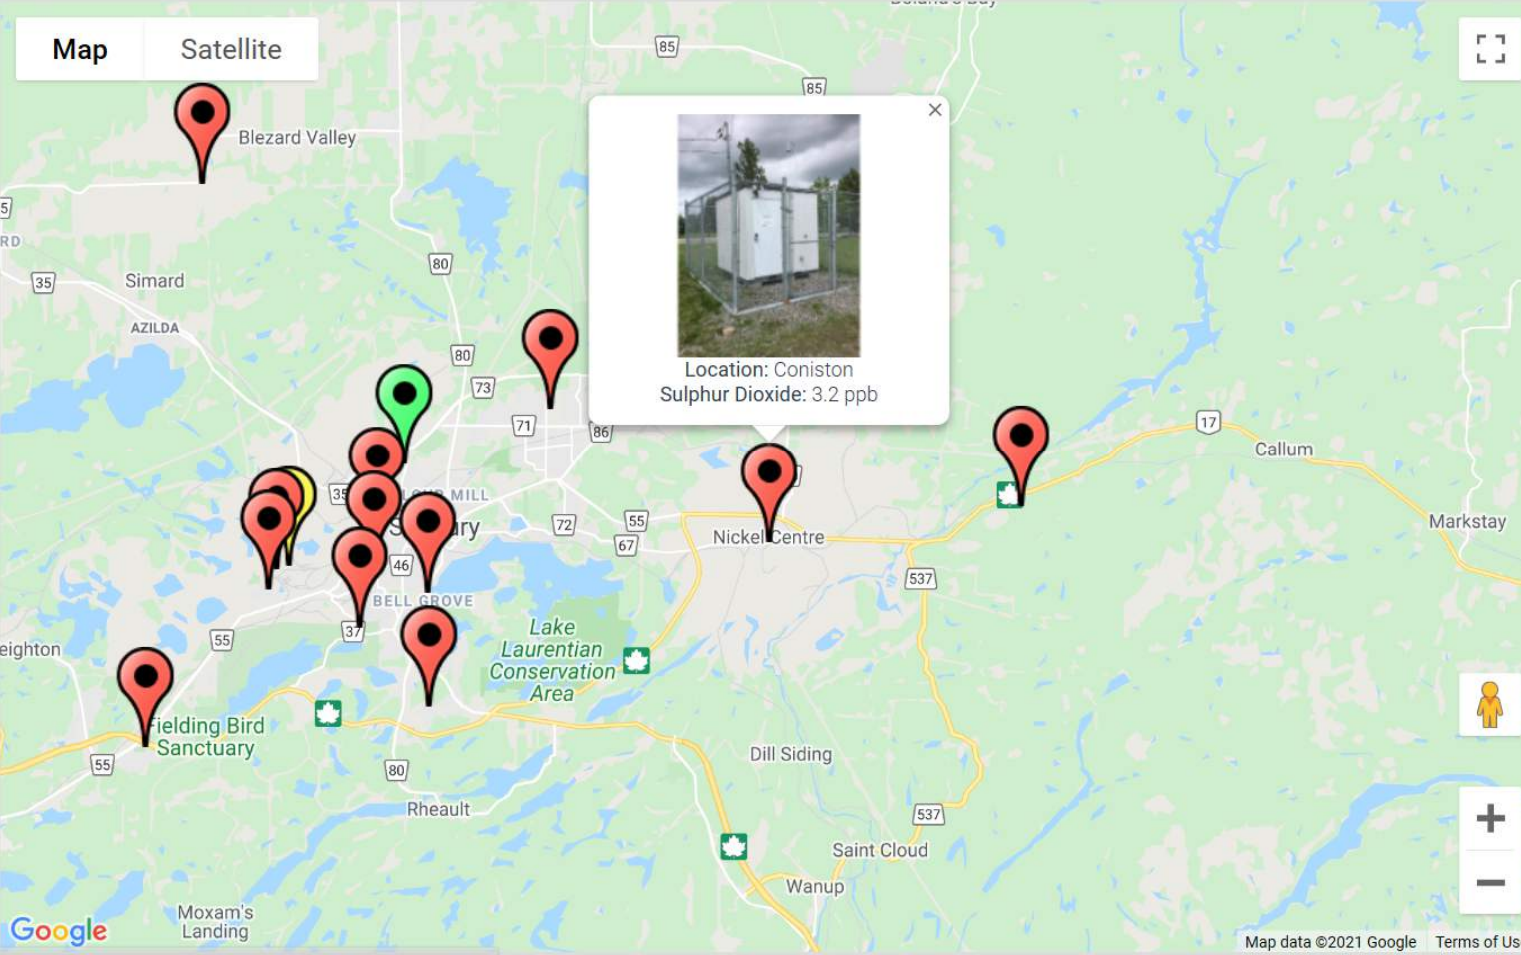 Map
Satellite
85
85
Blezard Valley
5
RD
35
80
Simard
AZILDA
80
73
71
86
Location: Coniston
Sulphur Dioxide: 3.2 ppb
17
Callum
35
72
55
67
Nickel Centre
Markstay
46
BELL GROVE
537
37
55
eighton
Lake
Laurentian
Conservation
Area
Fielding Bird
Sanctuary
55
80
Dill Siding
Rheault
537
Saint Cloud
Wanup
Moxam's
Landing
Google
Map data ©2021 Google
Terms of Us